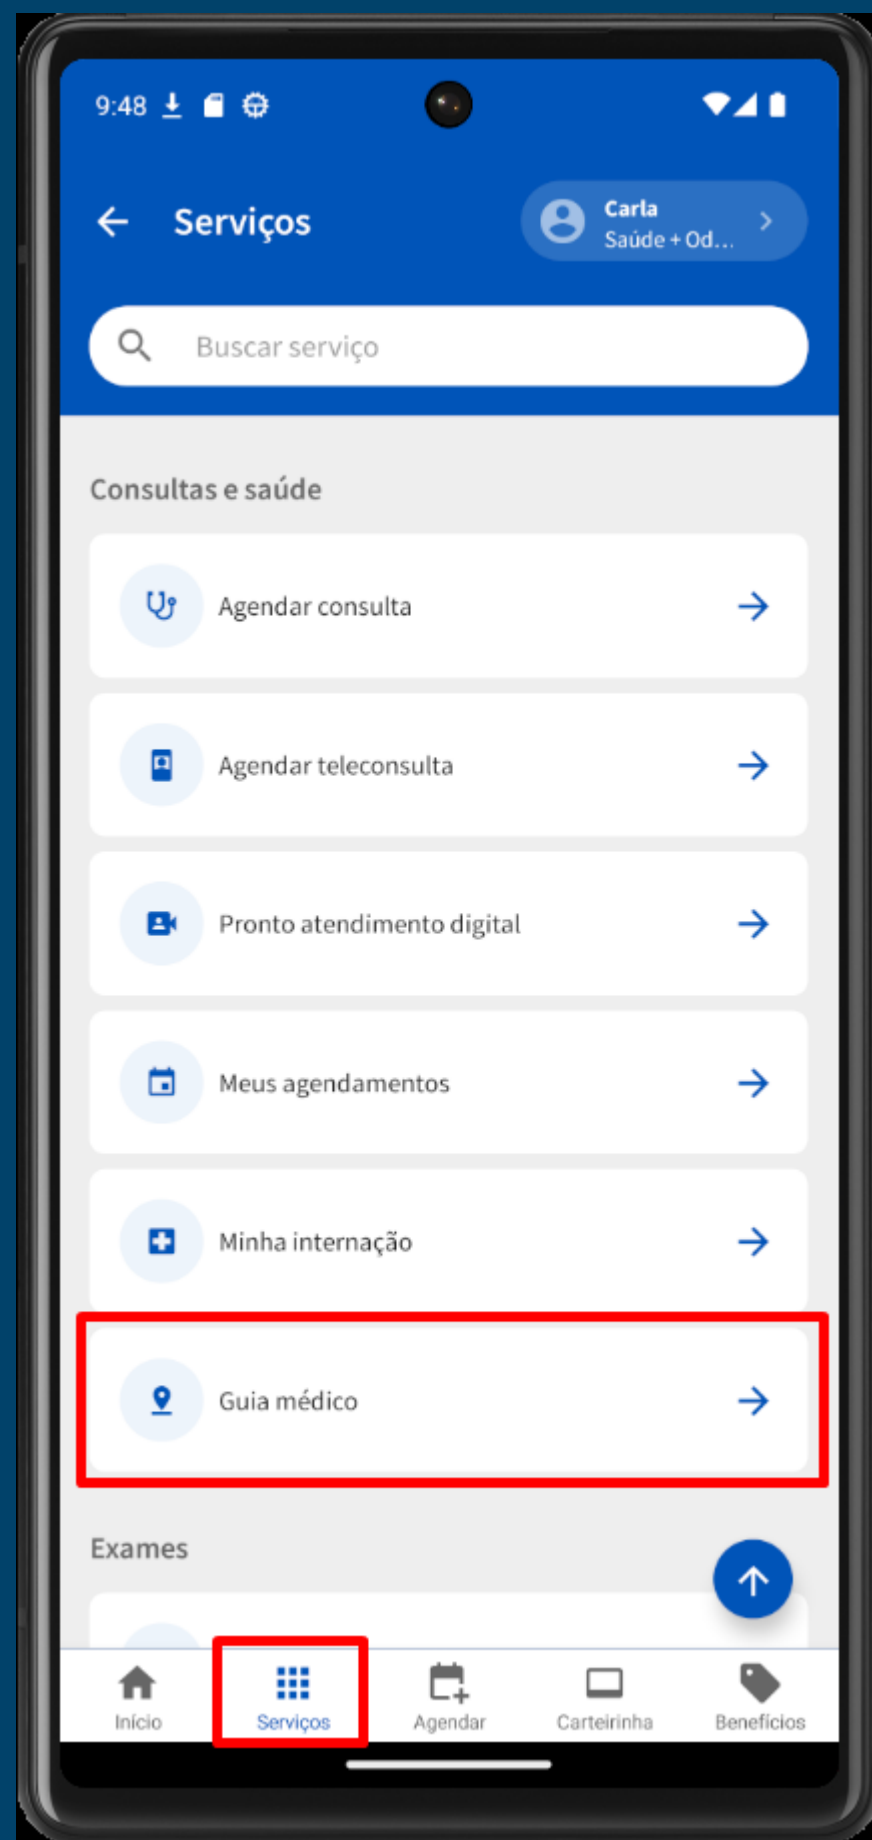 9:48
Serviços
Carla
Saúde + Od...
Buscar serviço
Consultas e saúde
Agendar consulta
Agendar teleconsulta
Pronto atendimento digital
Meus agendamentos
Minha internação
Guia médico
Exames
Início
Serviços
Agendar
Carteirinha
Benefícios